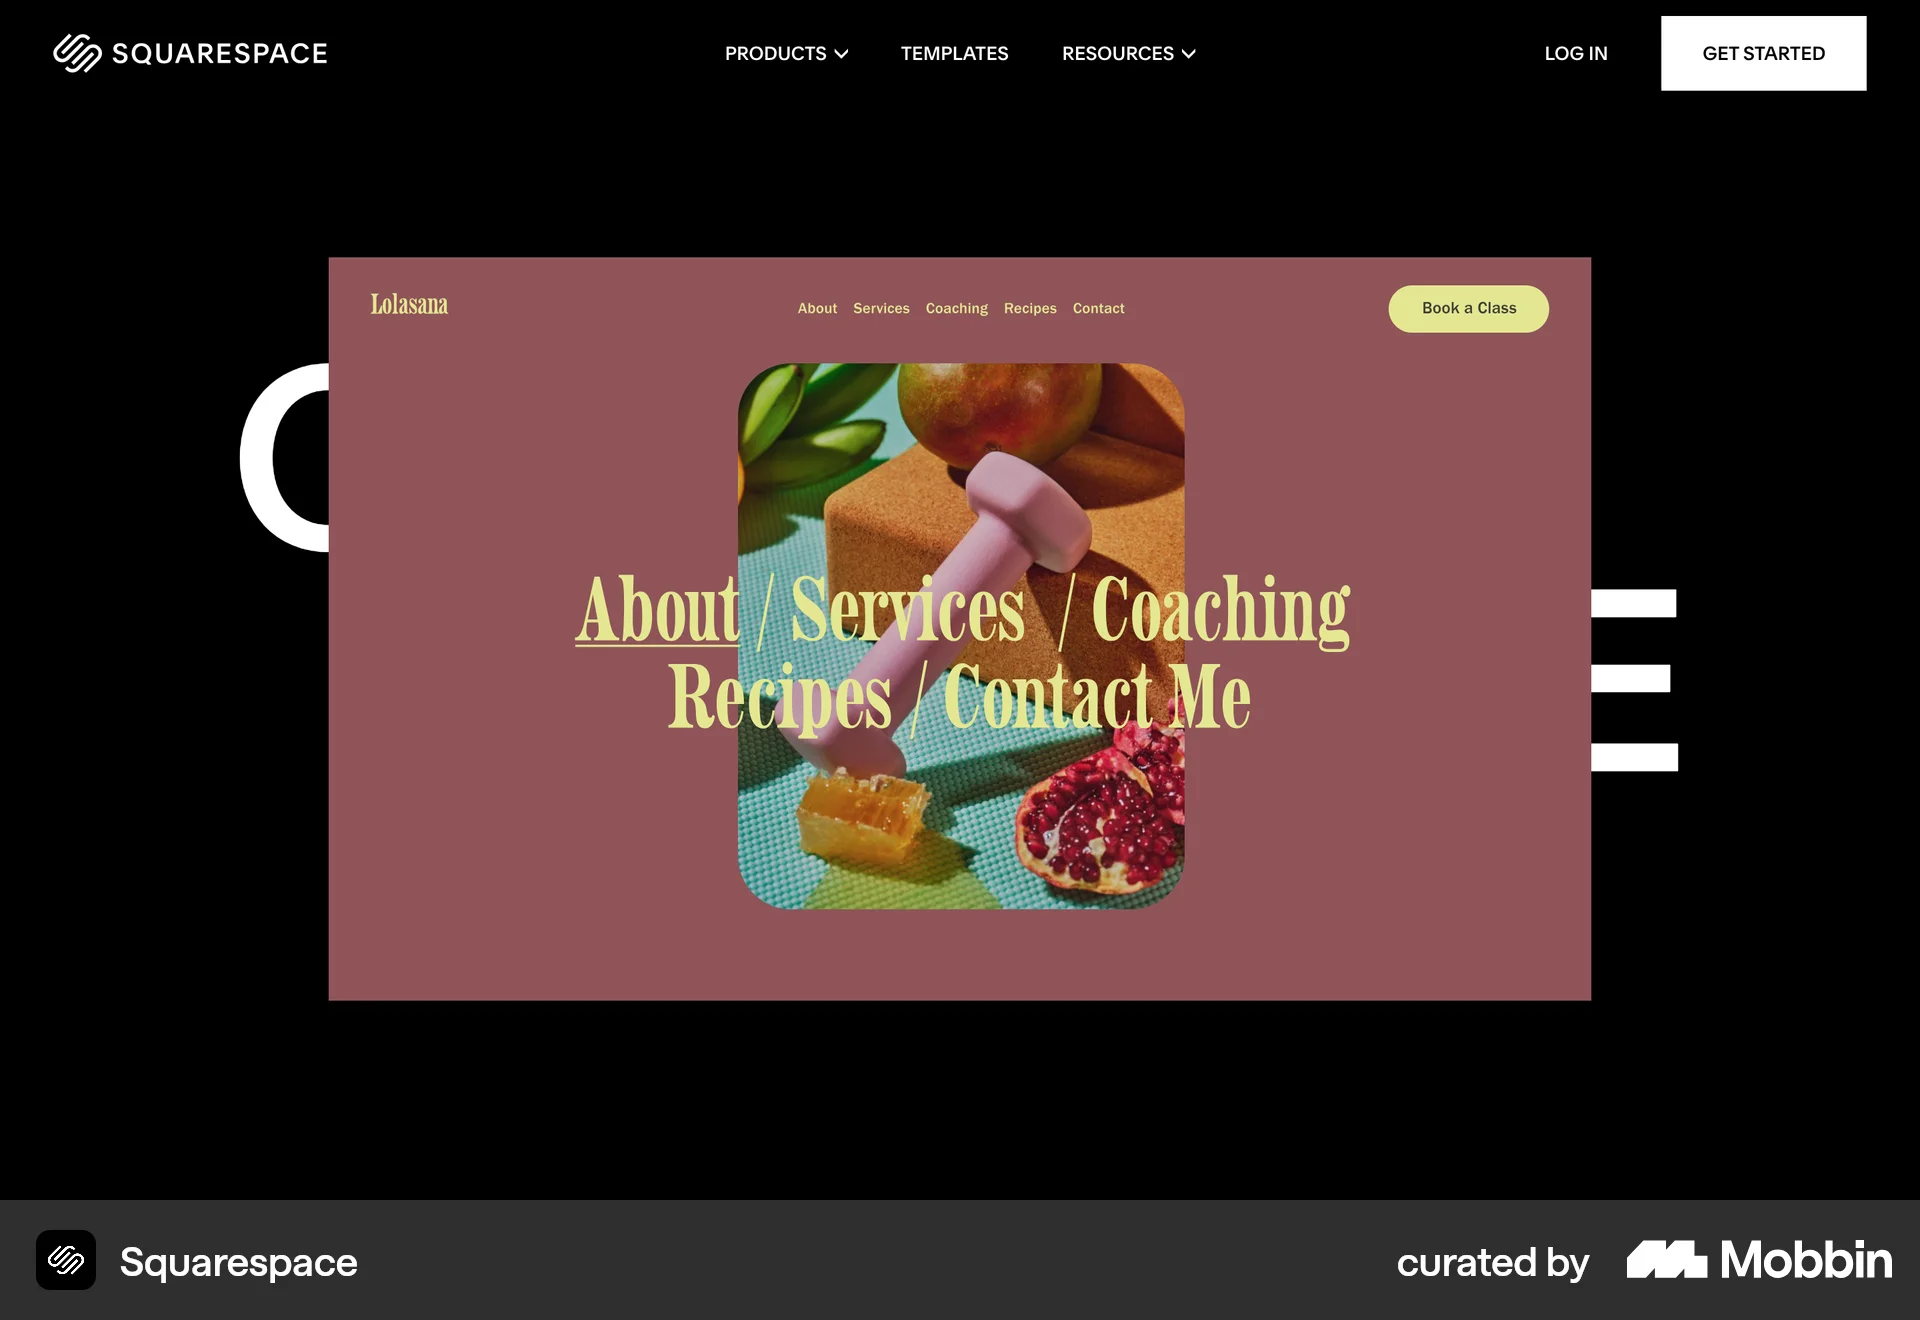 SQUARESPACE PRODUCTS TEMPLATES RESOURCES LOG IN GET STARTED
Lolasana About Services Coaching Recipes Contact Book a Class
About / Services / Coaching
Recipes / Contact Me
Squarespace curated by Mobbin